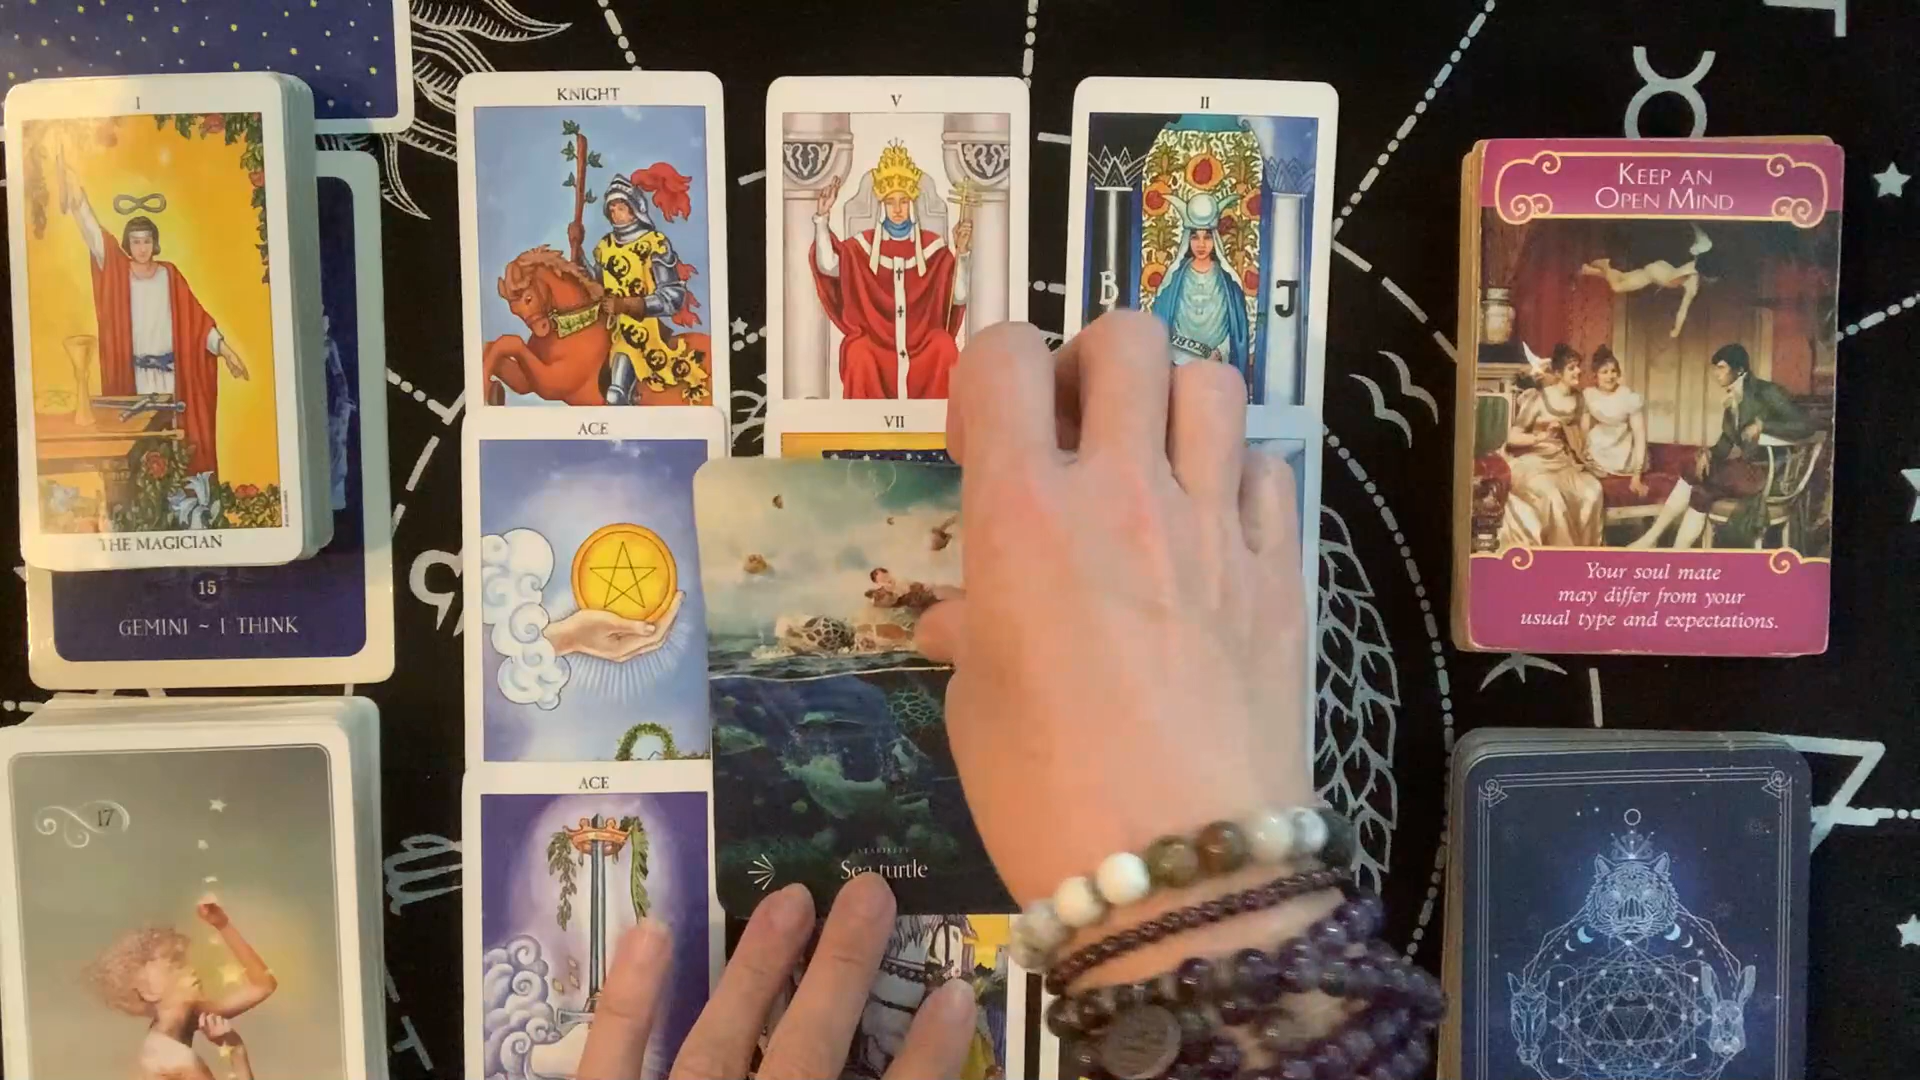 I
THE MAGICIAN
15
GEMINI ~ I THINK
17
KNIGHT
ACE
ACE
V
VII
II
B
J
STABILITY
Sea turtle
KEEP AN
OPEN MIND
Your soul mate
may differ from your
usual type and expectations.